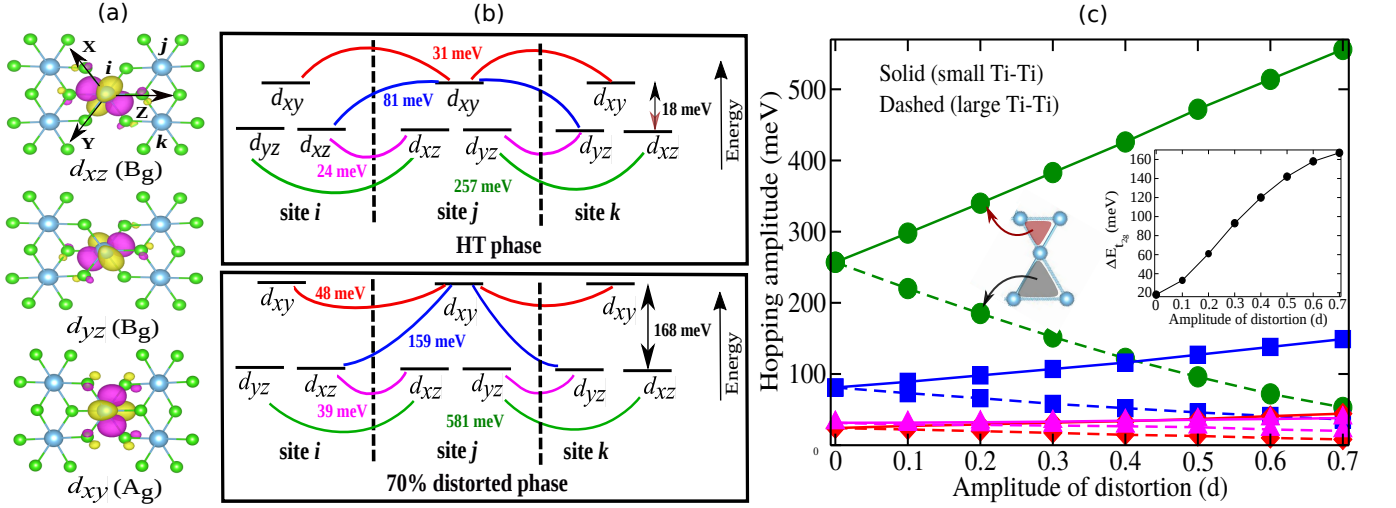 (a)
X
j
i
Z
Y
k
d_xz (B_g)
d_yz (B_g)
d_xy (A_g)
(b)
31 meV
d_xy d_xy d_xy
81 meV
18 meV
Energy
d_yz d_xz d_xz d_yz d_yz d_xz
24 meV
257 meV
site i site j site k
HT phase
48 meV
d_xy d_xy d_xy
159 meV
168 meV
Energy
d_yz d_xz d_xz d_yz d_yz d_xz
39 meV
581 meV
site i site j site k
70% distorted phase
(c)
Hopping amplitude (meV)
500
400
300
200
100
0
Solid (small Ti-Ti)
Dashed (large Ti-Ti)
ΔE_t2g (meV)
160
140
120
100
80
60
40
20
0 0.1 0.2 0.3 0.4 0.5 0.6 0.7
Amplitude of distortion (d)
0 0.1 0.2 0.3 0.4 0.5 0.6 0.7
Amplitude of distortion (d)